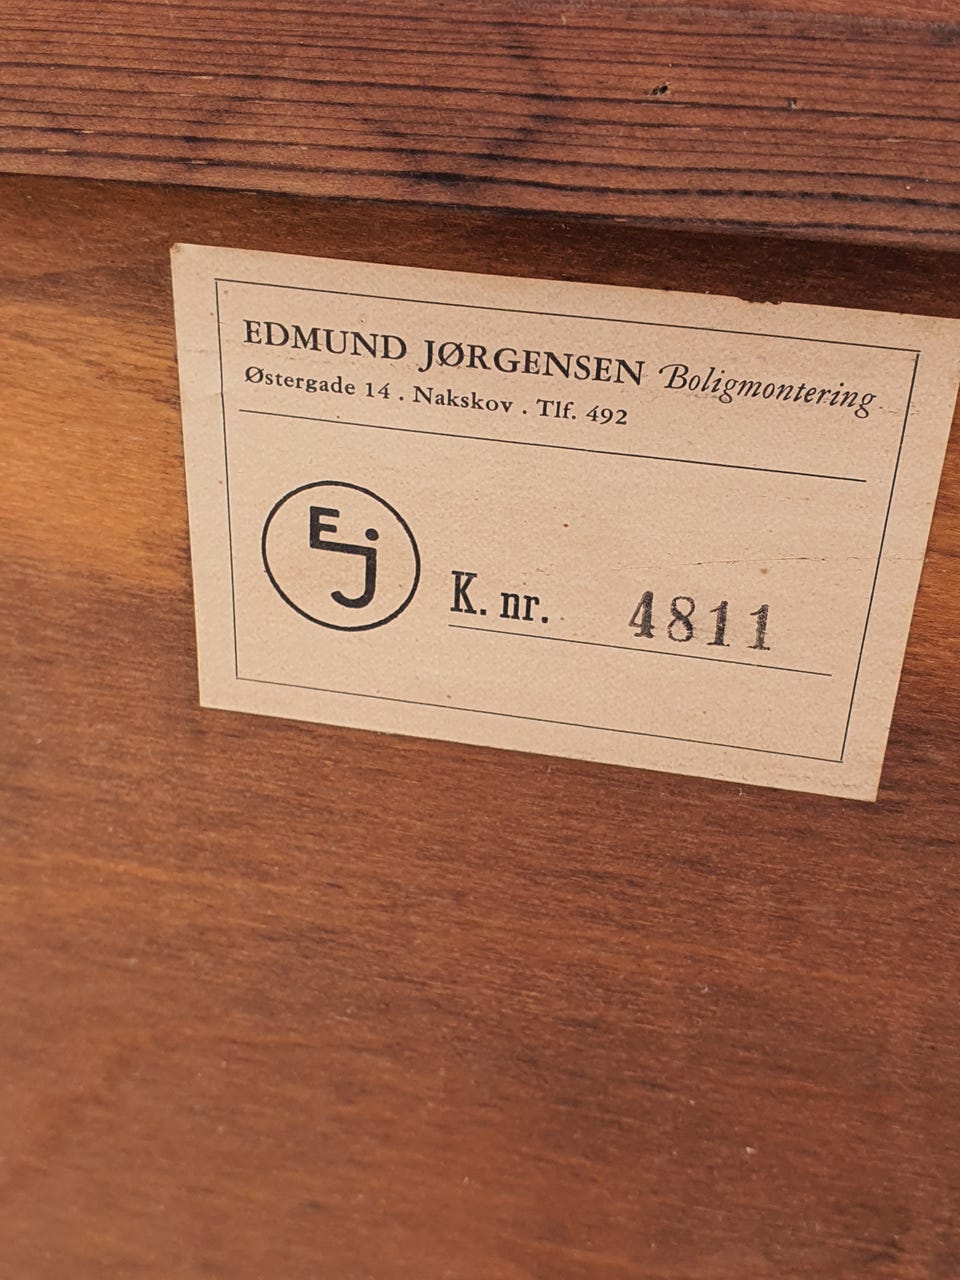 EDMUND JØRGENSEN Boligmontering
Østergade 14 . Nakskov . Tlf. 492
Ej
K. nr. 4811